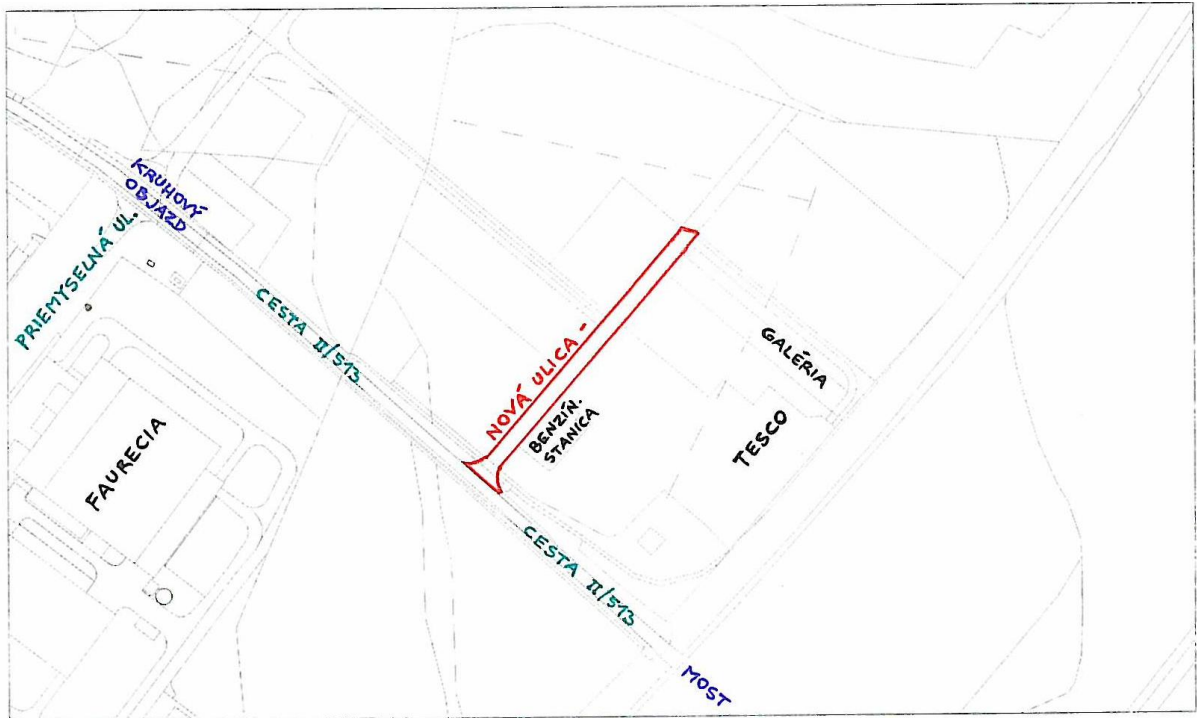 KRUHOVÝ
OBJAZD
PRIEMYSELNÁ UL.
CESTA II/513
NOVÁ ULICA -
BENZÍN.
STANICA
GALÉRIA
TESCO
FAURECIA
CESTA II/513
MOST